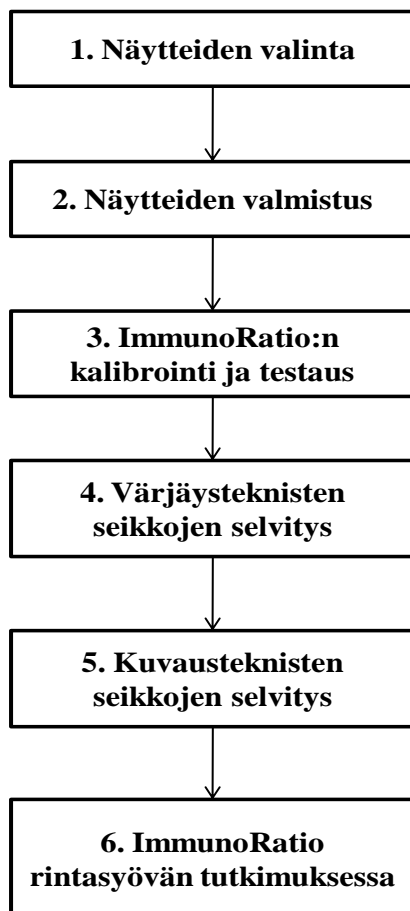 1. Näytteiden valinta
2. Näytteiden valmistus
3. ImmunoRatio:n
kalibrointi ja testaus
4. Värjäysteknisten
seikkojen selvitys
5. Kuvausteknisten
seikkojen selvitys
6. ImmunoRatio
rintasyövän tutkimuksessa